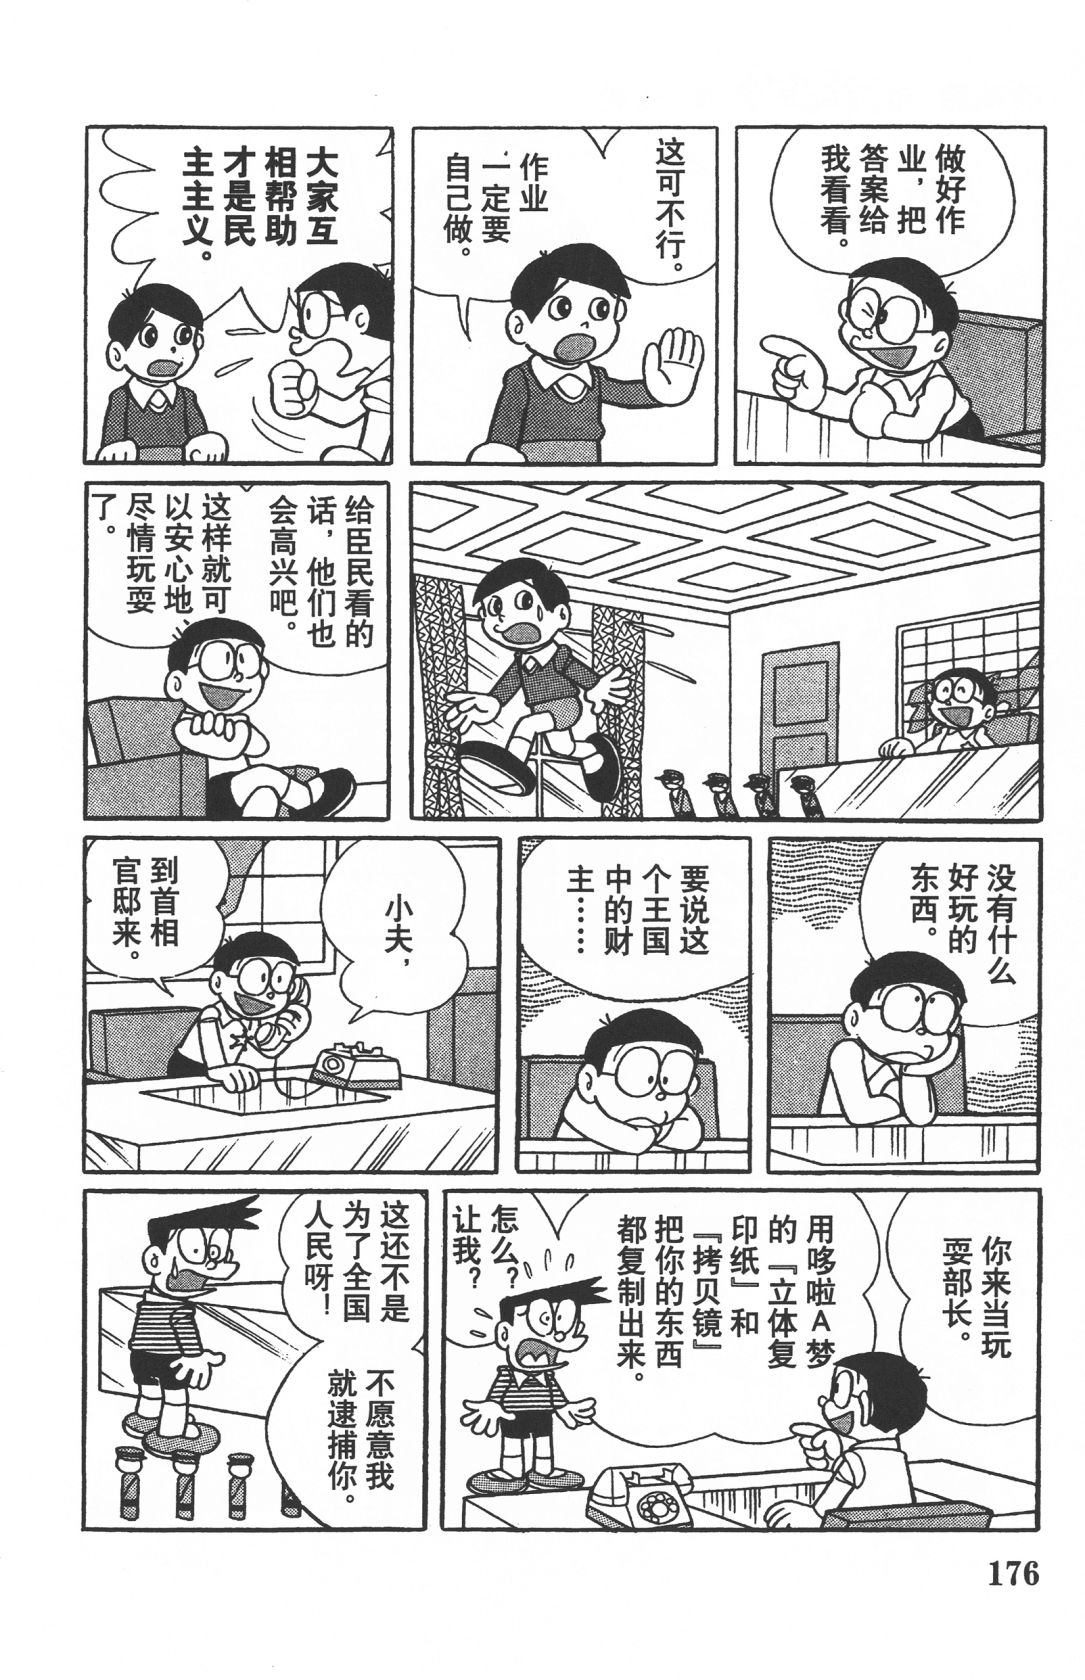 做好作
业，把
答案给
我看看。
这可不行。
作业
一定要
自己做。
大家互
相帮助
才是民
主主义。
给臣民看的
话，他们也
会高兴吧。
这样就可
以安心地
尽情玩耍
了。
没有什么
好玩的
东西。
要说这
个王国
中的财
主……
小夫，
到首相
官邸来。
你来当玩
耍部长。
用哆啦A梦
的『立体复
印纸』和
『拷贝镜』
把你的东西
都复制出来。
怎么？
让我？
这还不是
为了全国
人民呀！
不愿意我
就逮捕你。
176